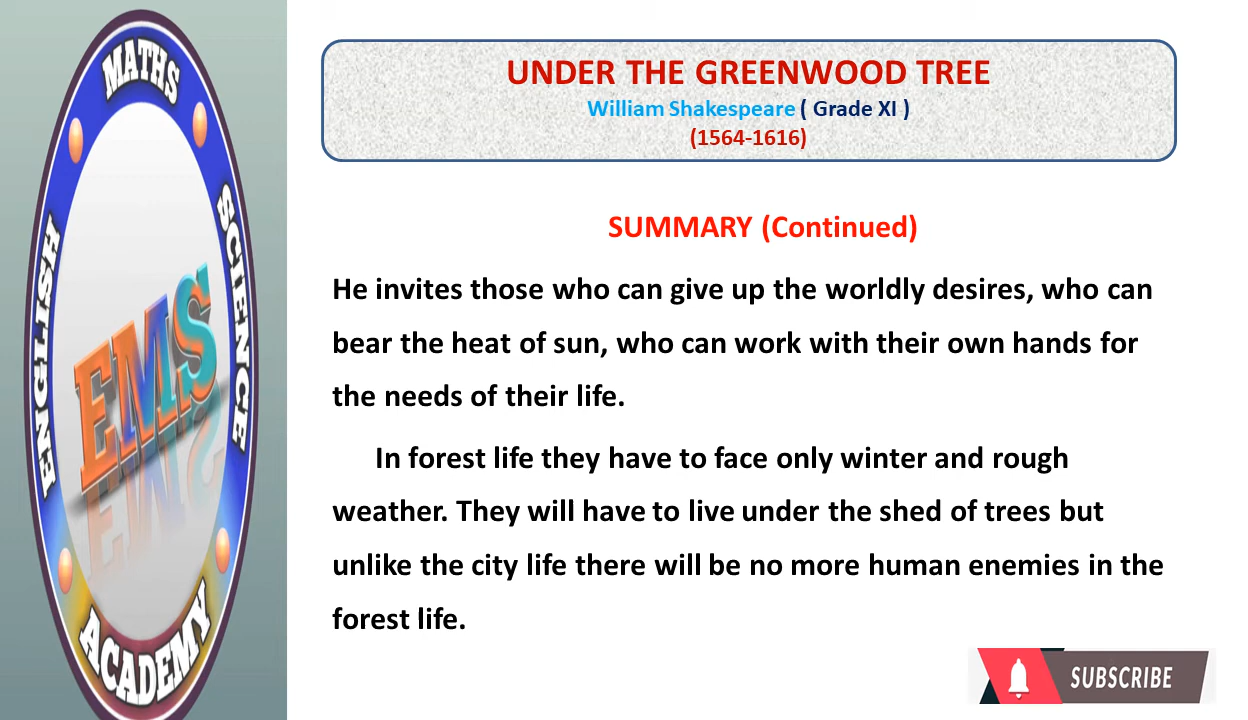 MATHS
SCIENCE
ENGLISH
EMS
ACADEMY
UNDER THE GREENWOOD TREE
William Shakespeare ( Grade XI )
(1564-1616)
SUMMARY (Continued)
He invites those who can give up the worldly desires, who can
bear the heat of sun, who can work with their own hands for
the needs of their life.
In forest life they have to face only winter and rough
weather. They will have to live under the shed of trees but
unlike the city life there will be no more human enemies in the
forest life.
SUBSCRIBE